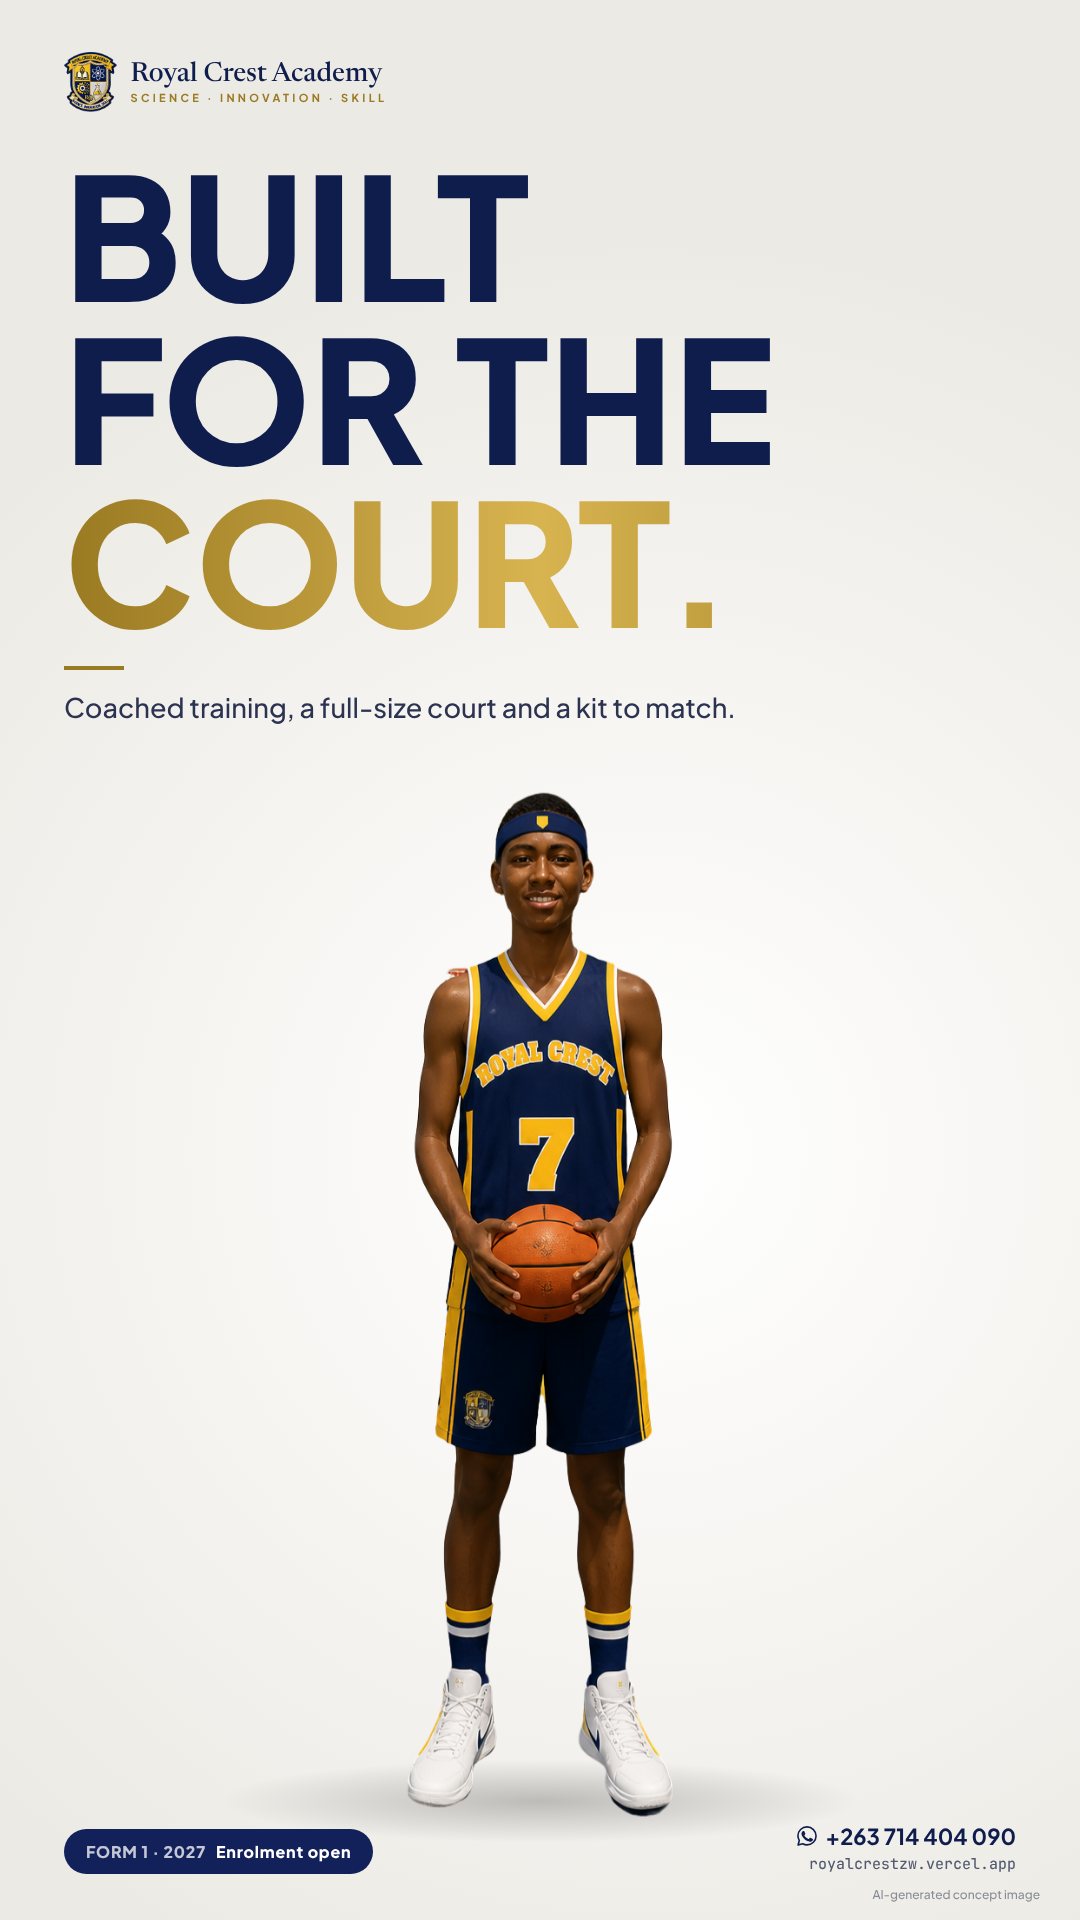 Royal Crest Academy
SCIENCE · INNOVATION · SKILL
BUILT
FOR THE
COURT.
Coached training, a full-size court and a kit to match.
ROYAL CREST
7
FORM 1 · 2027 Enrolment open
+263 714 404 090
royalcrestzw.vercel.app
AI-generated concept image